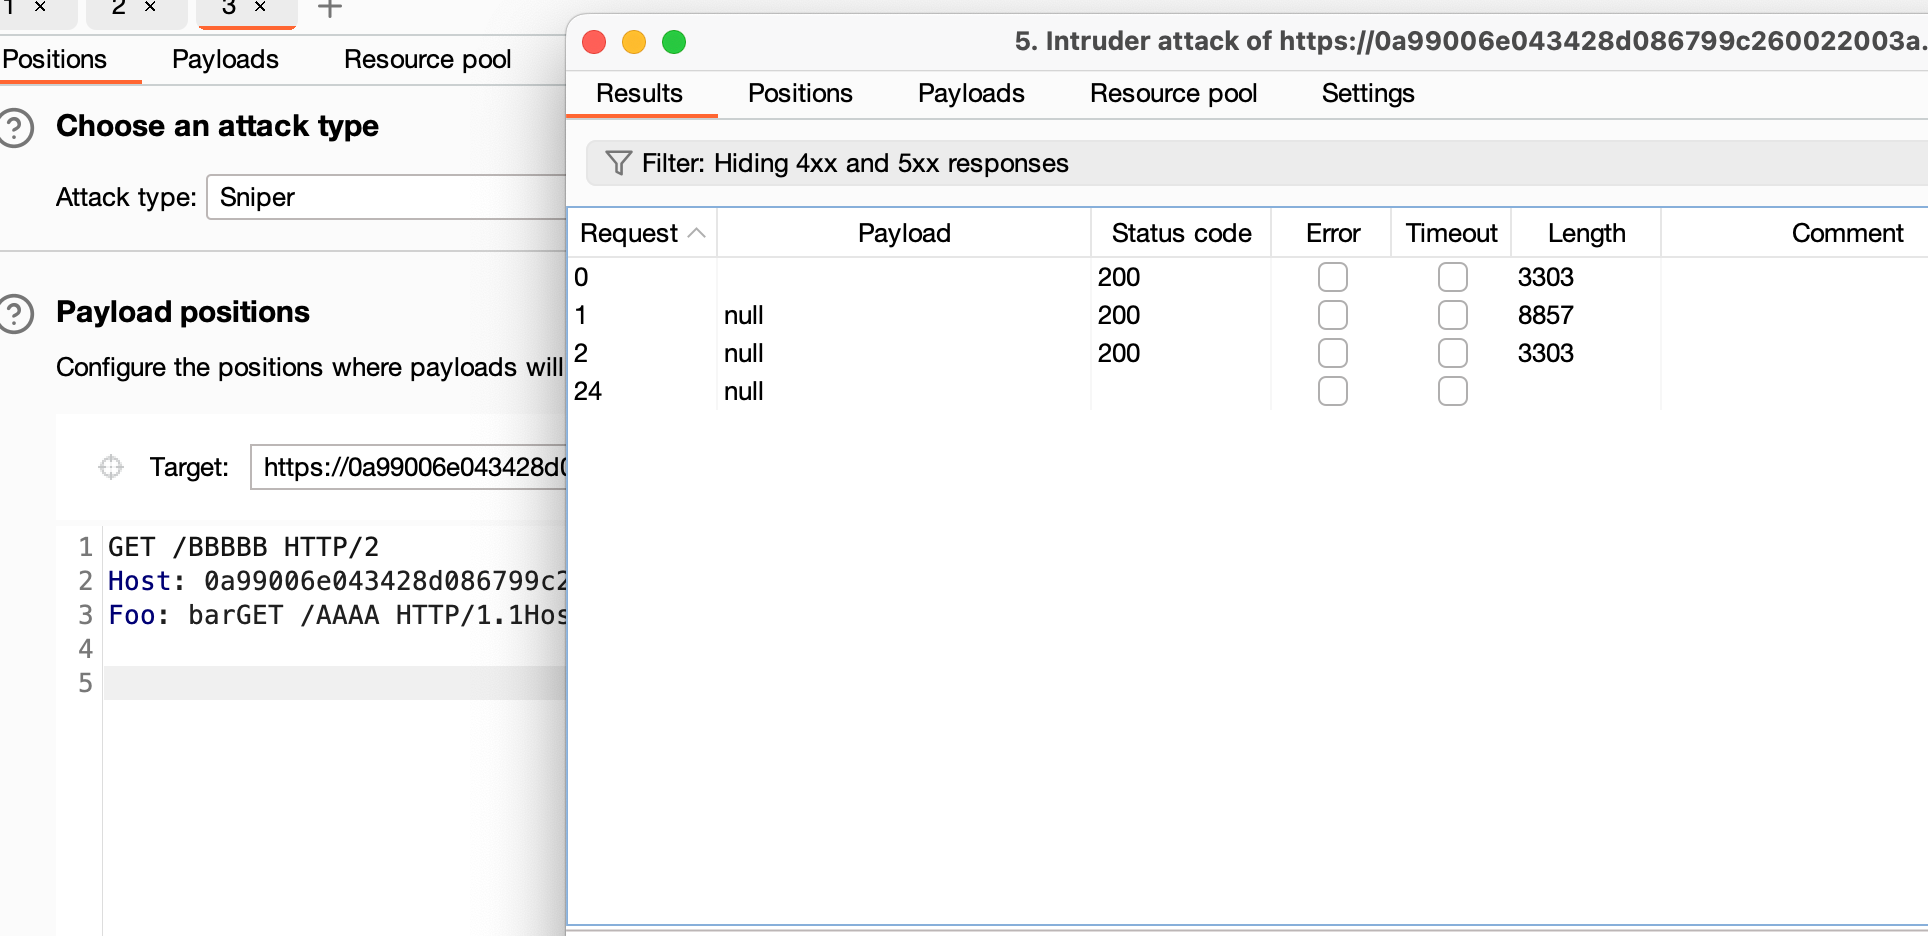 1 × 2 × 3 × +
Positions Payloads Resource pool
Choose an attack type
Attack type: Sniper
Payload positions
Configure the positions where payloads will
Target: https://0a99006e043428d0
1 GET /BBBBB HTTP/2
2 Host: 0a99006e043428d086799c2
3 Foo: barGET /AAAA HTTP/1.1Hos
4
5
5. Intruder attack of https://0a99006e043428d086799c260022003a.
Results Positions Payloads Resource pool Settings
Filter: Hiding 4xx and 5xx responses
Request Payload Status code Error Timeout Length Comment
0 200 3303
1 null 200 8857
2 null 200 3303
24 null